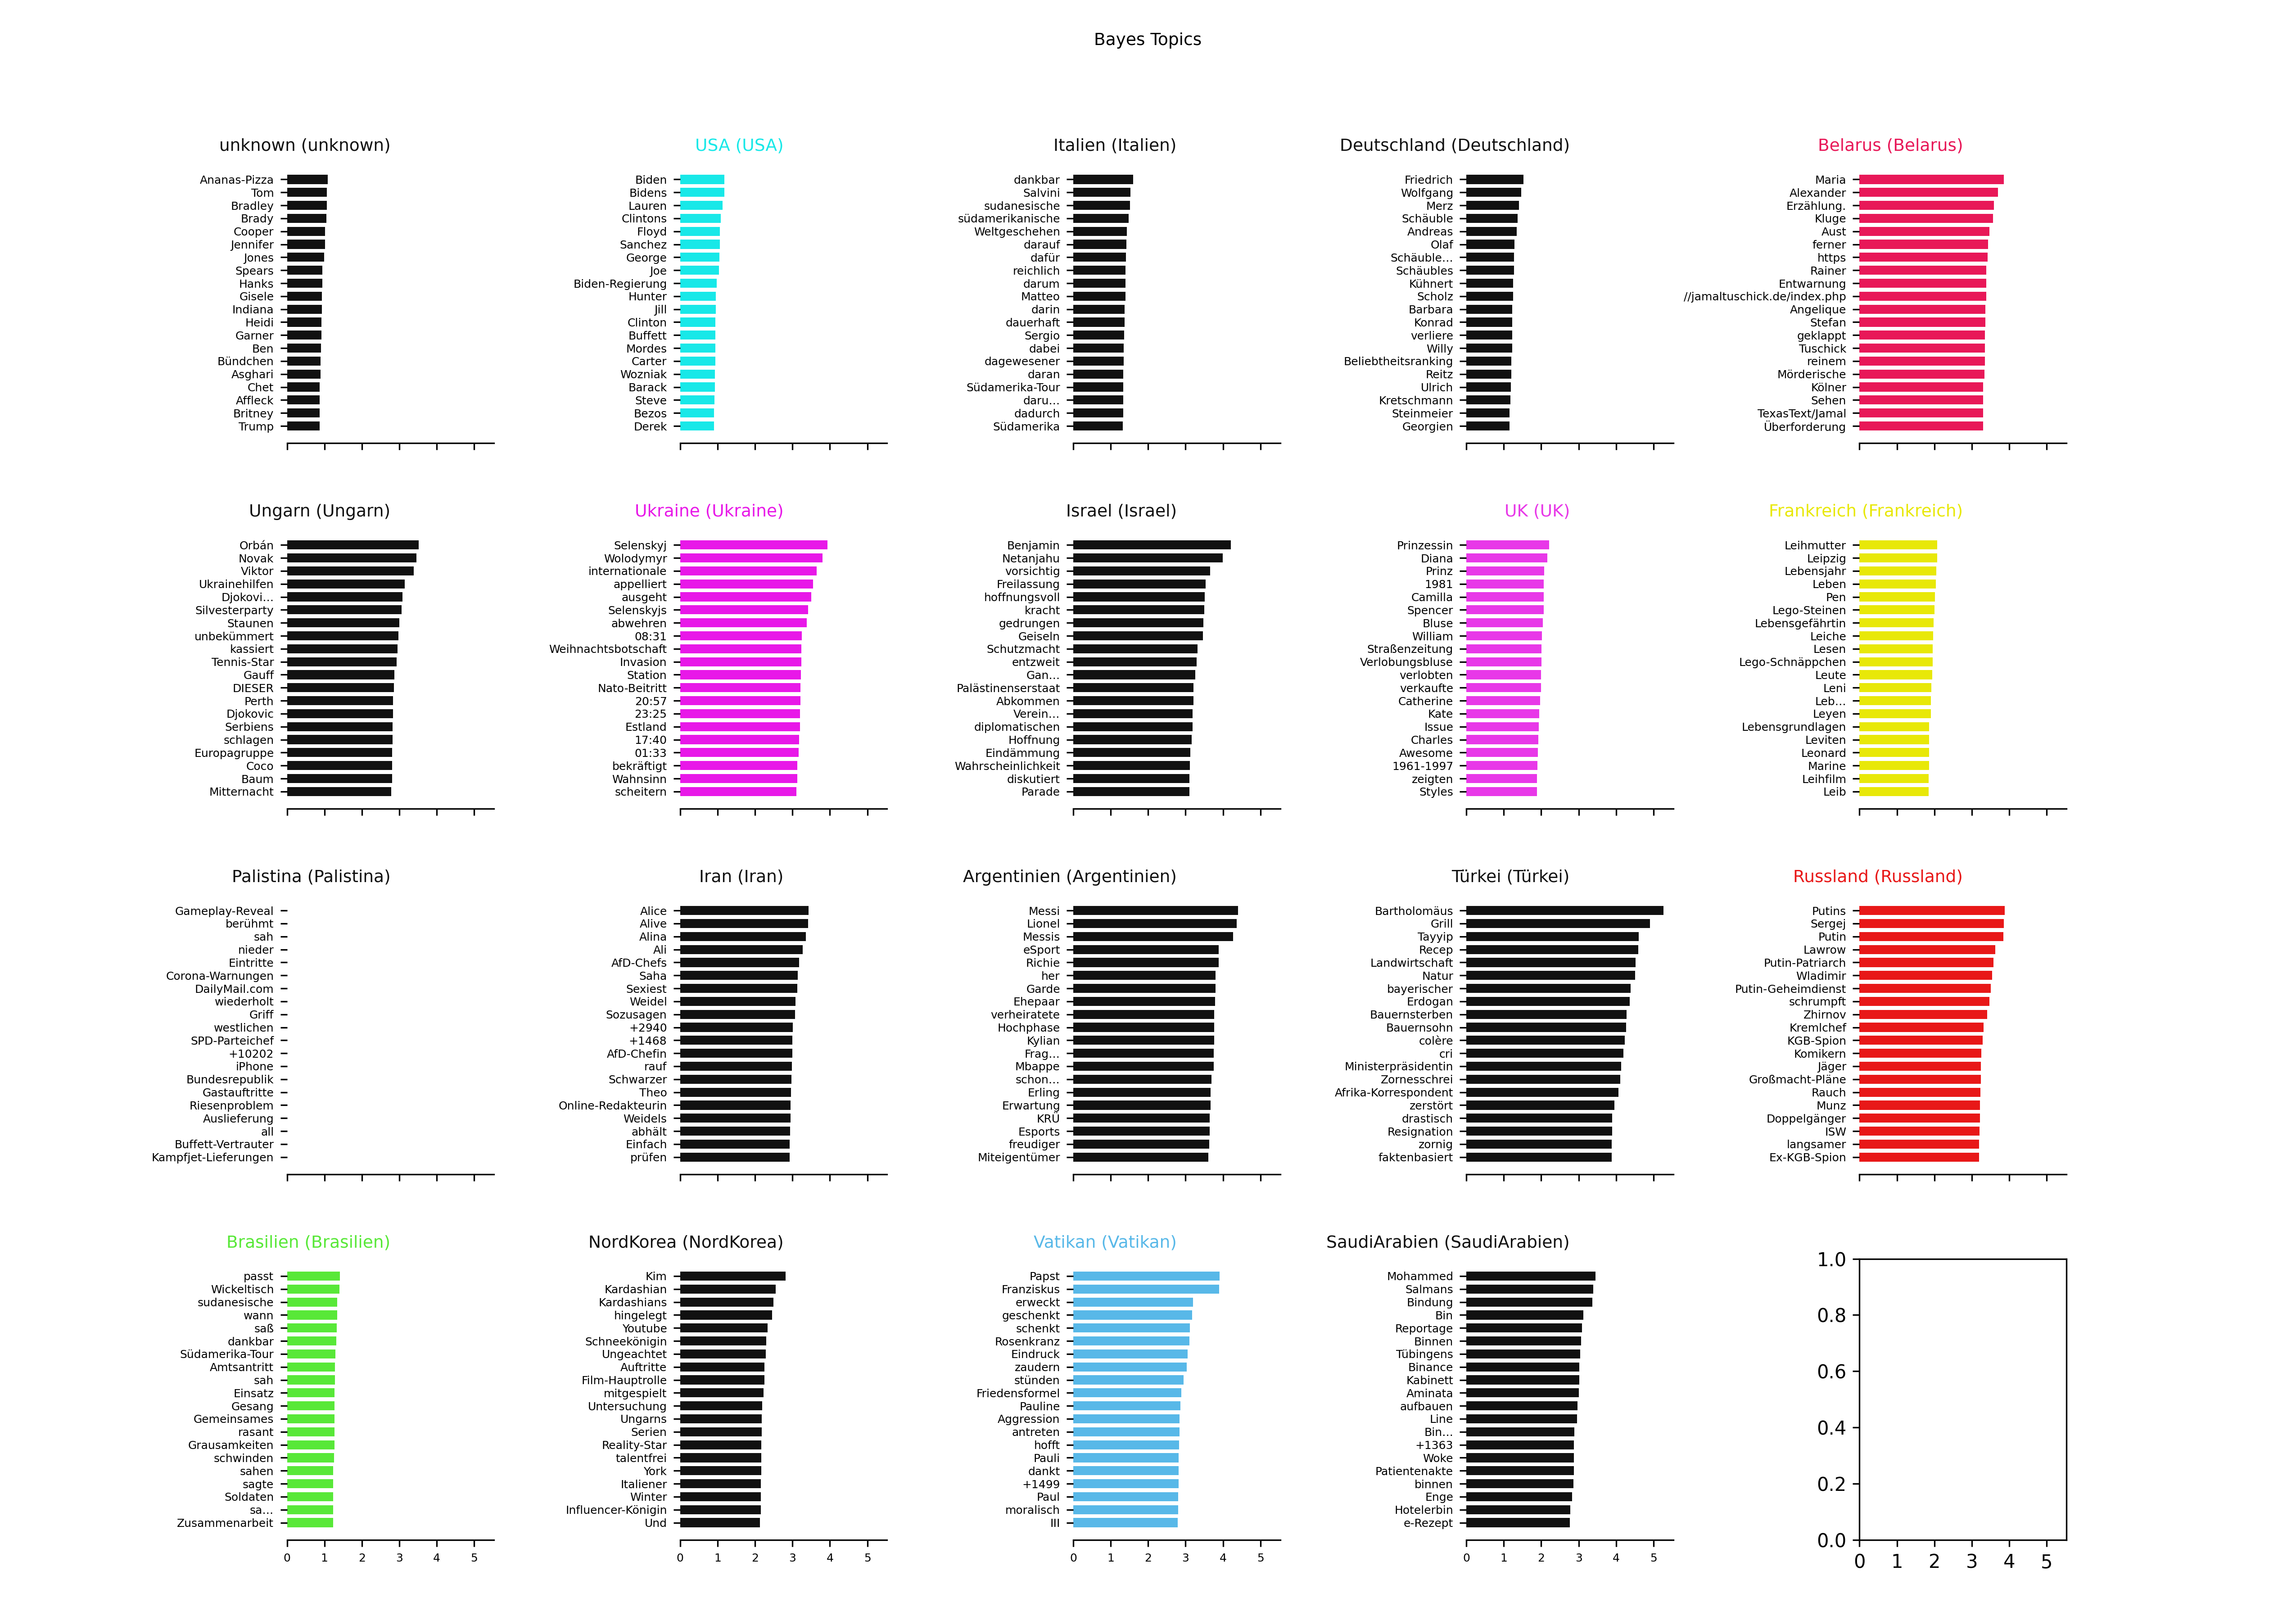 Bayes Topics
unknown (unknown)
Ananas-Pizza
Tom
Bradley
Brady
Cooper
Jennifer
Jones
Spears
Hanks
Gisele
Indiana
Heidi
Garner
Ben
Bündchen
Asghari
Chet
Affleck
Britney
Trump
USA (USA)
Biden
Bidens
Lauren
Clintons
Floyd
Sanchez
George
Joe
Biden-Regierung
Hunter
Jill
Clinton
Buffett
Mordes
Carter
Wozniak
Barack
Steve
Bezos
Derek
Italien (Italien)
dankbar
Salvini
sudanesische
südamerikanische
Weltgeschehen
darauf
dafür
reichlich
darum
Matteo
darin
dauerhaft
Sergio
dabei
dagewesener
daran
Südamerika-Tour
daru...
dadurch
Südamerika
Deutschland (Deutschland)
Friedrich
Wolfgang
Merz
Schäuble
Andreas
Olaf
Schäuble...
Schäubles
Kühnert
Scholz
Barbara
Konrad
verliere
Willy
Beliebtheitsranking
Reitz
Ulrich
Kretschmann
Steinmeier
Georgien
Belarus (Belarus)
Maria
Alexander
Erzählung.
Kluge
Aust
ferner
https
Rainer
Entwarnung
//jamaltuschick.de/index.php
Angelique
Stefan
geklappt
Tuschick
reinem
Mörderische
Kölner
Sehen
TexasText/Jamal
Überforderung
Ungarn (Ungarn)
Orbán
Novak
Viktor
Ukrainehilfen
Djokovi...
Silvesterparty
Staunen
unbekümmert
kassiert
Tennis-Star
Gauff
DIESER
Perth
Djokovic
Serbiens
schlagen
Europagruppe
Coco
Baum
Mitternacht
Ukraine (Ukraine)
Selenskyj
Wolodymyr
internationale
appelliert
ausgeht
Selenskyjs
abwehren
08:31
Weihnachtsbotschaft
Invasion
Station
Nato-Beitritt
20:57
23:25
Estland
17:40
01:33
bekräftigt
Wahnsinn
scheitern
Israel (Israel)
Benjamin
Netanjahu
vorsichtig
Freilassung
hoffnungsvoll
kracht
gedrungen
Geiseln
Schutzmacht
entzweit
Gan...
Palästinenserstaat
Abkommen
Verein...
diplomatischen
Hoffnung
Eindämmung
Wahrscheinlichkeit
diskutiert
Parade
UK (UK)
Prinzessin
Diana
Prinz
1981
Camilla
Spencer
Bluse
William
Straßenzeitung
Verlobungsbluse
verlobten
verkaufte
Catherine
Kate
Issue
Charles
Awesome
1961-1997
zeigten
Styles
Frankreich (Frankreich)
Leihmutter
Leipzig
Lebensjahr
Leben
Pen
Lego-Steinen
Lebensgefährtin
Leiche
Lesen
Lego-Schnäppchen
Leute
Leni
Leb...
Leyen
Lebensgrundlagen
Leviten
Leonard
Marine
Leihfilm
Leib
Palistina (Palistina)
Gameplay-Reveal
berühmt
sah
nieder
Eintritte
Corona-Warnungen
DailyMail.com
wiederholt
Griff
westlichen
SPD-Parteichef
+10202
iPhone
Bundesrepublik
Gastauftritte
Riesenproblem
Auslieferung
all
Buffett-Vertrauter
Kampfjet-Lieferungen
Iran (Iran)
Alice
Alive
Alina
Ali
AfD-Chefs
Saha
Sexiest
Weidel
Sozusagen
+2940
+1468
AfD-Chefin
rauf
Schwarzer
Theo
Online-Redakteurin
Weidels
abhält
Einfach
prüfen
Argentinien (Argentinien)
Messi
Lionel
Messis
eSport
Richie
her
Garde
Ehepaar
verheiratete
Hochphase
Kylian
Frag...
Mbappe
schon...
Erling
Erwartung
KRÜ
Esports
freudiger
Miteigentümer
Türkei (Türkei)
Bartholomäus
Grill
Tayyip
Recep
Landwirtschaft
Natur
bayerischer
Erdogan
Bauernsterben
Bauernsohn
colère
cri
Ministerpräsidentin
Zornesschrei
Afrika-Korrespondent
zerstört
drastisch
Resignation
zornig
faktenbasiert
Russland (Russland)
Putins
Sergej
Putin
Lawrow
Putin-Patriarch
Wladimir
Putin-Geheimdienst
schrumpft
Zhirnov
Kremlchef
KGB-Spion
Komikern
Jäger
Großmacht-Pläne
Rauch
Munz
Doppelgänger
ISW
langsamer
Ex-KGB-Spion
Brasilien (Brasilien)
passt
Wickeltisch
sudanesische
wann
saß
dankbar
Südamerika-Tour
Amtsantritt
sah
Einsatz
Gesang
Gemeinsames
rasant
Grausamkeiten
schwinden
sahen
sagte
Soldaten
sa...
Zusammenarbeit
0 1 2 3 4 5
NordKorea (NordKorea)
Kim
Kardashian
Kardashians
hingelegt
Youtube
Schneekönigin
Ungeachtet
Auftritte
Film-Hauptrolle
mitgespielt
Untersuchung
Ungarns
Serien
Reality-Star
talentfrei
York
Italiener
Winter
Influencer-Königin
Und
0 1 2 3 4 5
Vatikan (Vatikan)
Papst
Franziskus
erweckt
geschenkt
schenkt
Rosenkranz
Eindruck
zaudern
stünden
Friedensformel
Pauline
Aggression
antreten
hofft
Pauli
dankt
+1499
Paul
moralisch
III
0 1 2 3 4 5
SaudiArabien (SaudiArabien)
Mohammed
Salmans
Bindung
Bin
Reportage
Binnen
Tübingens
Binance
Kabinett
Aminata
aufbauen
Line
Bin...
+1363
Woke
Patientenakte
binnen
Enge
Hotelerbin
e-Rezept
0 1 2 3 4 5
1.0
0.8
0.6
0.4
0.2
0.0
0 1 2 3 4 5